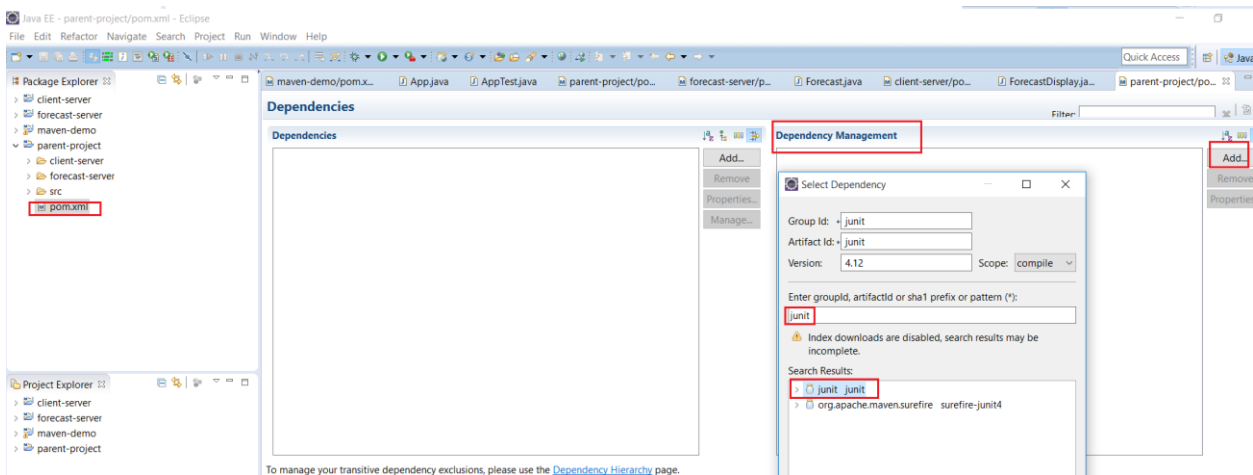 Java EE - parent-project/pom.xml - Eclipse
File Edit Refactor Navigate Search Project Run Window Help
Quick Access
Java
Package Explorer
maven-demo/pom.x...
App.java
AppTest.java
parent-project/po...
forecast-server/p...
Forecast.java
client-server/po...
ForecastDisplay.ja...
parent-project/po...
client-server
forecast-server
maven-demo
parent-project
client-server
forecast-server
src
pom.xml
Dependencies
Filter:
Dependencies
Dependency Management
Add...
Remove
Properties...
Manage...
Add...
Remove
Properties
Select Dependency
Group Id: * junit
Artifact Id: * junit
Version: 4.12 Scope: compile
Enter groupId, artifactId or sha1 prefix or pattern (*):
junit
Index downloads are disabled, search results may be
incomplete.
Search Results:
junit junit
org.apache.maven.surefire surefire-junit4
Project Explorer
client-server
forecast-server
maven-demo
parent-project
To manage your transitive dependency exclusions, please use the Dependency Hierarchy page.